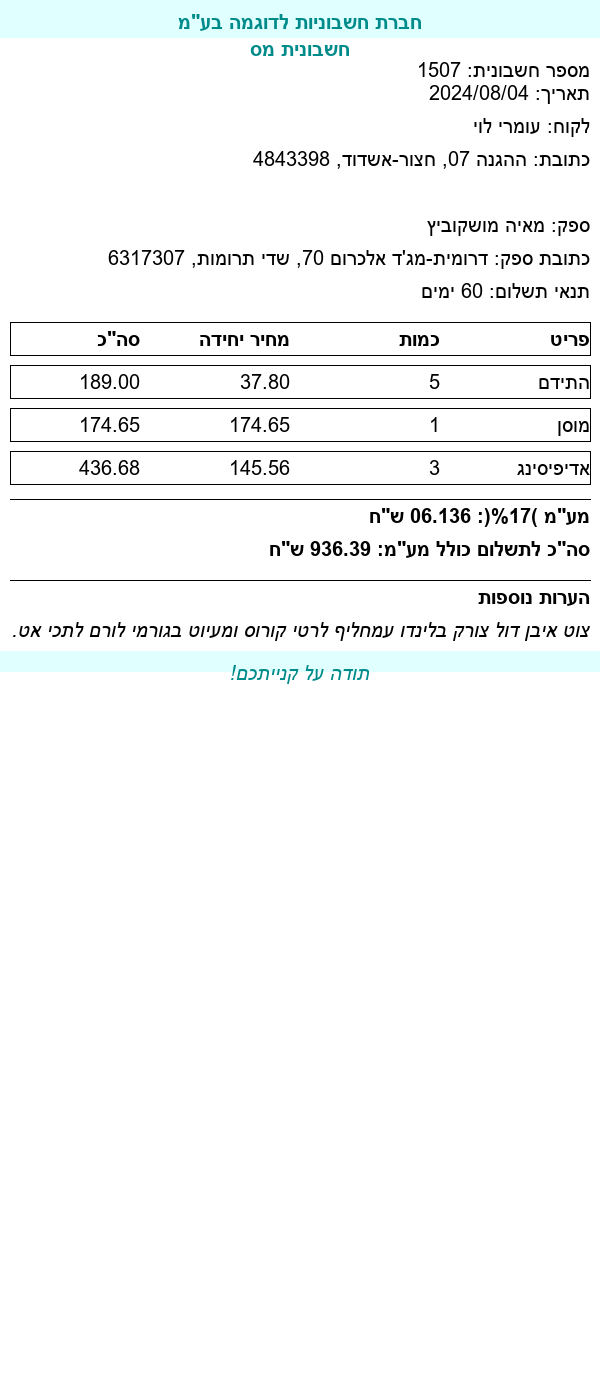 חברת חשבוניות לדוגמה בע"מ
חשבונית מס
מספר חשבונית: 1507
תאריך: 2024/08/04
לקוח: עומרי לוי
כתובת: ההגנה 07, חצור-אשדוד, 4843398
ספק: מאיה מושקוביץ
כתובת ספק: דרומית-מג'ד אלכרום 70, שדי תרומות, 6317307
תנאי תשלום: 60 ימים
פריט כמות מחיר יחידה סה"כ
התידם 5 37.80 189.00
מוסן 1 174.65 174.65
אדיפיסינג 3 145.56 436.68
מע"מ )17%(: 06.136 ש"ח
סה"כ לתשלום כולל מע"מ: 936.39 ש"ח
הערות נוספות
צוט איבן דול צורק בלינדו עמחליף לרטי קורוס ומעיוט בגורמי לורם לתכי אט.
תודה על קנייתכם!